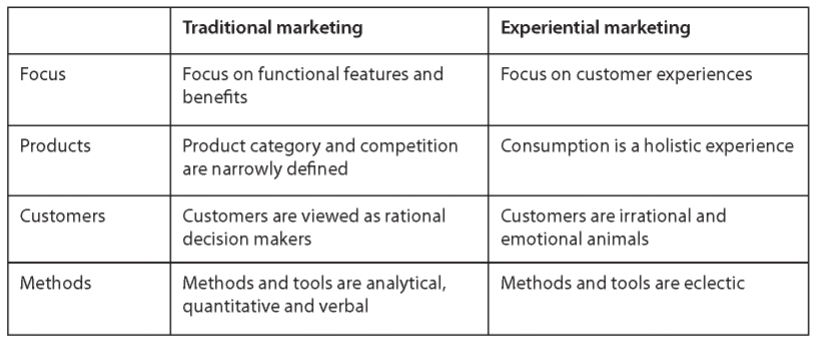 Traditional marketing Experiential marketing
Focus Focus on functional features and Focus on customer experiences
benefits
Products Product category and competition Consumption is a holistic experience
are narrowly defined
Customers Customers are viewed as rational Customers are irrational and
decision makers emotional animals
Methods Methods and tools are analytical, Methods and tools are eclectic
quantitative and verbal